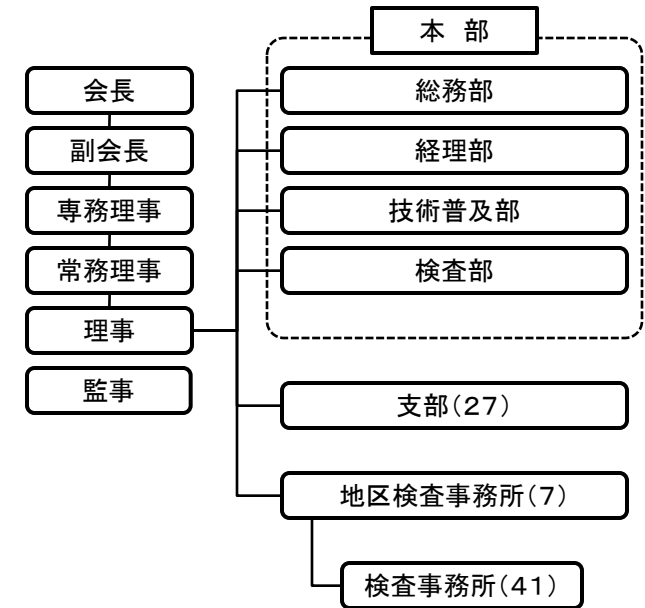 本 部
会長
副会長
専務理事
常務理事
理事
監事
総務部
経理部
技術普及部
検査部
支部(27)
地区検査事務所(7)
検査事務所(41)